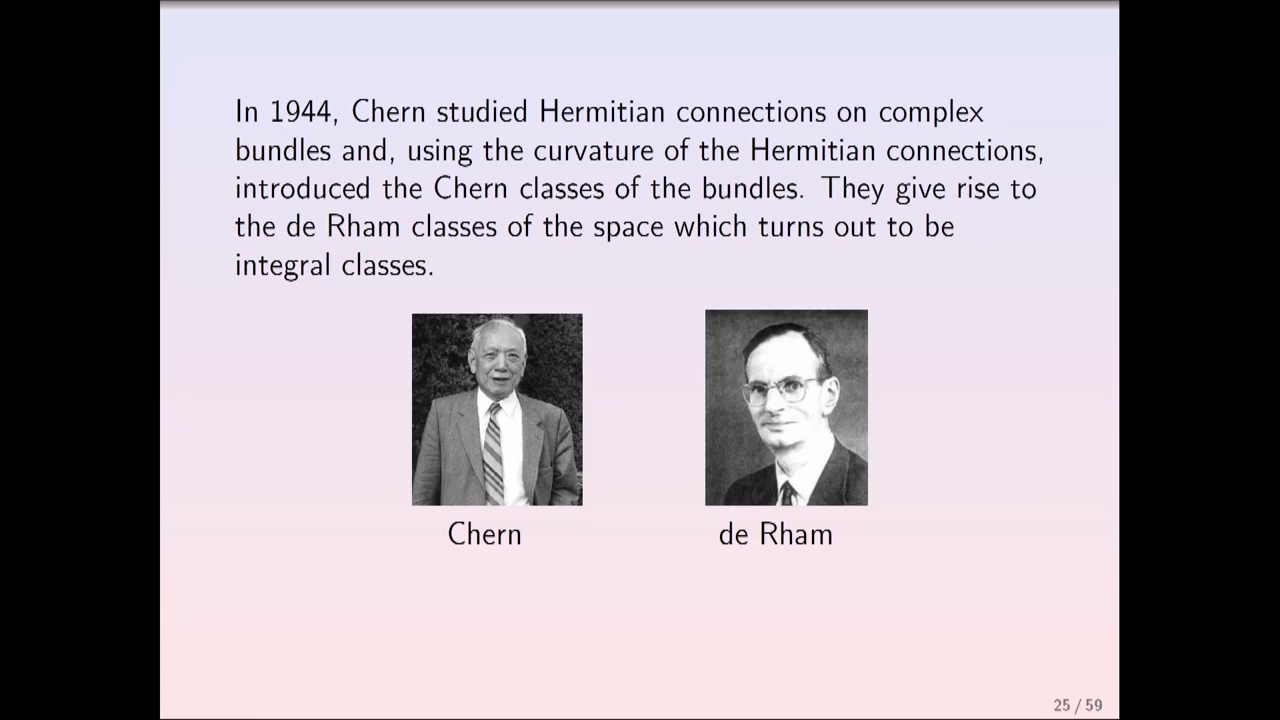 In 1944, Chern studied Hermitian connections on complex
bundles and, using the curvature of the Hermitian connections,
introduced the Chern classes of the bundles. They give rise to
the de Rham classes of the space which turns out to be
integral classes.
Chern
de Rham
25 / 59